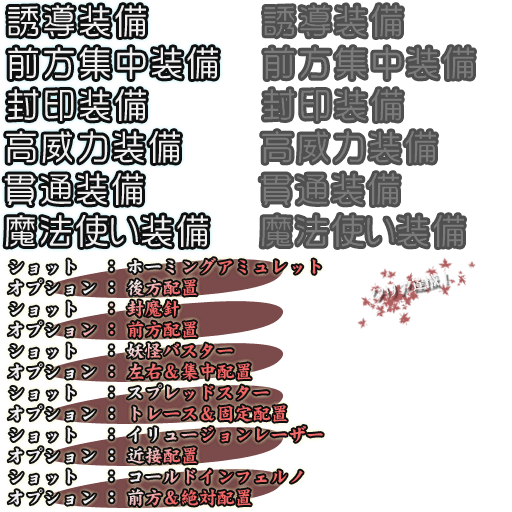 誘導装備 誘導装備
前方集中装備 前方集中装備
封印装備 封印装備
高威力装備 高威力装備
貫通装備 貫通装備
魔法使い装備 魔法使い装備
ショット ：ホーミングアミュレット
オプション：後方配置
ショット ：封魔針
オプション：前方配置
ショット ：妖怪バスター
オプション：左右＆集中配置
ショット ：スプレッドスター
オプション：トレース＆固定配置
ショット ：イリュージョンレーザー
オプション：近接配置
ショット ：コールドインフェルノ
オプション：前方＆絶対配置